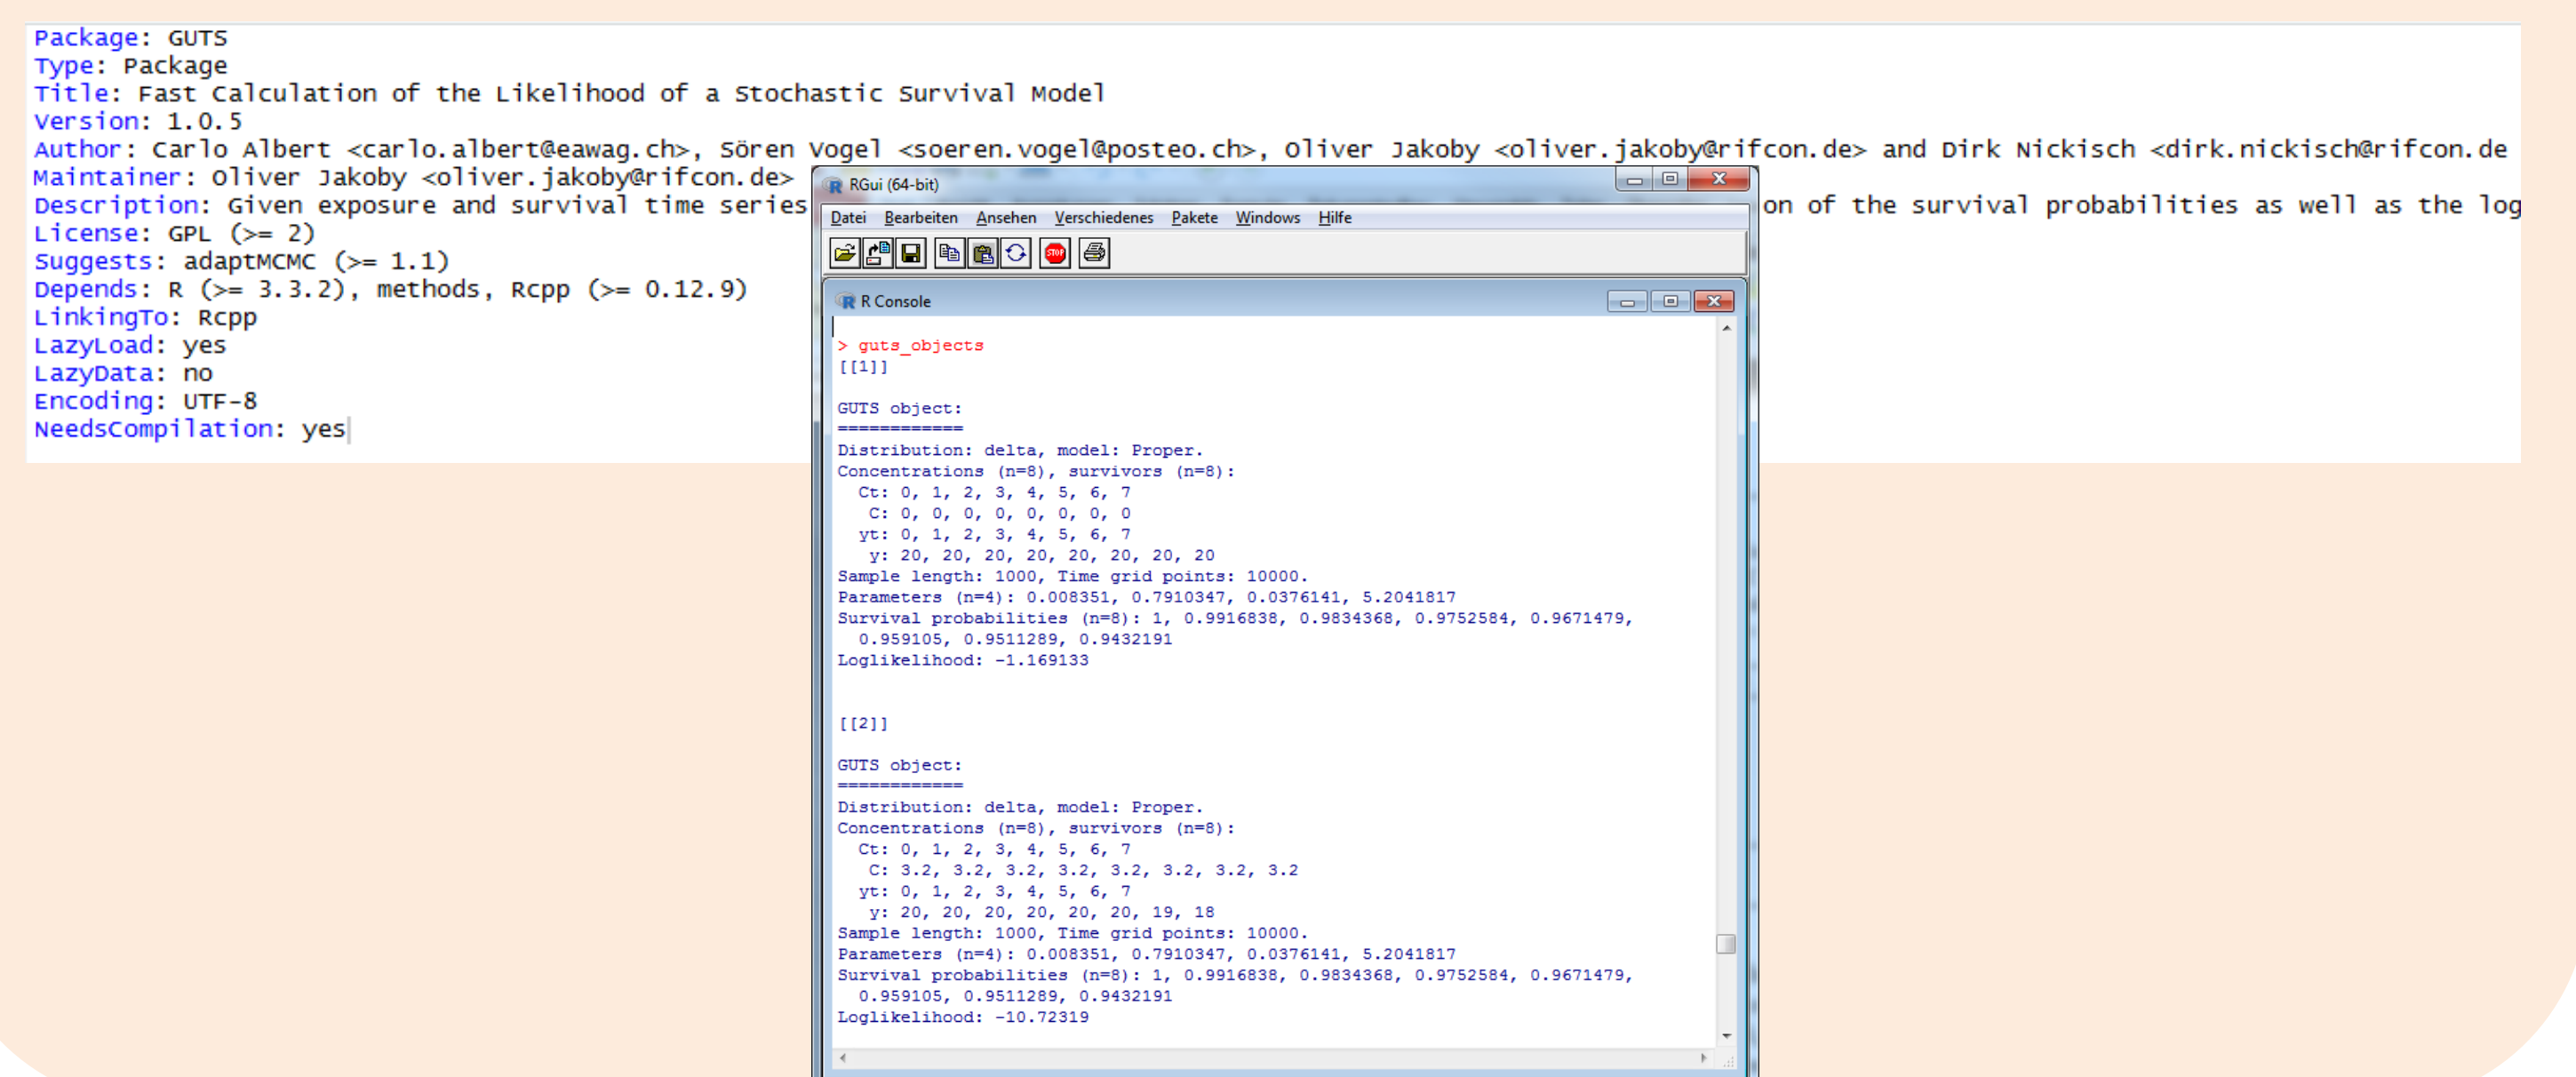 Package: GUTS
Type: Package
Title: Fast Calculation of the Likelihood of a Stochastic Survival Model
Version: 1.0.5
Author: Carlo Albert <carlo.albert@eawag.ch>, Sören Vogel <soeren.vogel@posteo.ch>, Oliver Jakoby <oliver.jakoby@rifcon.de> and Dirk Nickisch <dirk.nickisch@rifcon.de
Maintainer: Oliver Jakoby <oliver.jakoby@rifcon.de>
Description: Given exposure and survival time series on of the survival probabilities as well as the log
License: GPL (>= 2)
Suggests: adaptMCMC (>= 1.1)
Depends: R (>= 3.3.2), methods, Rcpp (>= 0.12.9)
LinkingTo: Rcpp
LazyLoad: yes
LazyData: no
Encoding: UTF-8
NeedsCompilation: yes
RGui (64-bit)
Datei Bearbeiten Ansehen Verschiedenes Pakete Windows Hilfe
STOP
R Console
> guts_objects
[[1]]
GUTS object:
============
Distribution: delta, model: Proper.
Concentrations (n=8), survivors (n=8):
Ct: 0, 1, 2, 3, 4, 5, 6, 7
C: 0, 0, 0, 0, 0, 0, 0, 0
yt: 0, 1, 2, 3, 4, 5, 6, 7
y: 20, 20, 20, 20, 20, 20, 20, 20
Sample length: 1000, Time grid points: 10000.
Parameters (n=4): 0.008351, 0.7910347, 0.0376141, 5.2041817
Survival probabilities (n=8): 1, 0.9916838, 0.9834368, 0.9752584, 0.9671479,
0.959105, 0.9511289, 0.9432191
Loglikelihood: -1.169133
[[2]]
GUTS object:
============
Distribution: delta, model: Proper.
Concentrations (n=8), survivors (n=8):
Ct: 0, 1, 2, 3, 4, 5, 6, 7
C: 3.2, 3.2, 3.2, 3.2, 3.2, 3.2, 3.2, 3.2
yt: 0, 1, 2, 3, 4, 5, 6, 7
y: 20, 20, 20, 20, 20, 20, 19, 18
Sample length: 1000, Time grid points: 10000.
Parameters (n=4): 0.008351, 0.7910347, 0.0376141, 5.2041817
Survival probabilities (n=8): 1, 0.9916838, 0.9834368, 0.9752584, 0.9671479,
0.959105, 0.9511289, 0.9432191
Loglikelihood: -10.72319